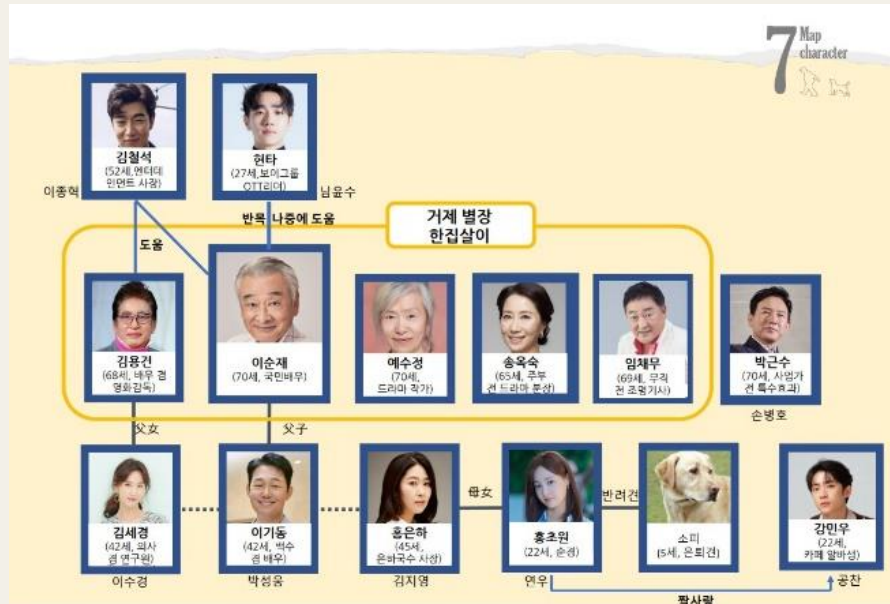 7 Map
character
김철석
(52세,엔터테
인먼트 사장)
이종혁
현타
(27세,보이그룹
OTT리더)
남윤수
반목 나중에 도움
도움
거제 별장
한집살이
김용건
(68세, 배우 겸
영화감독)
이순재
(70세, 국민배우)
예수정
(70세,
드라마 작가)
송옥숙
(65세, 주부
전 드라마 분장)
임채무
(69세, 무직
전 조명기사)
박근수
(70세, 사업가
전 특수효과)
손병호
父女
父子
김세경
(42세, 의사
겸 연구원)
이수경
이기동
(42세, 백수
겸 배우)
박성웅
홍은하
(45세,
은하국수 사장)
김지영
母女
홍초원
(22세, 순경)
연우
반려견
소피
(5세, 은퇴견)
강민우
(22세,
카페 알바생)
공찬
짝사랑